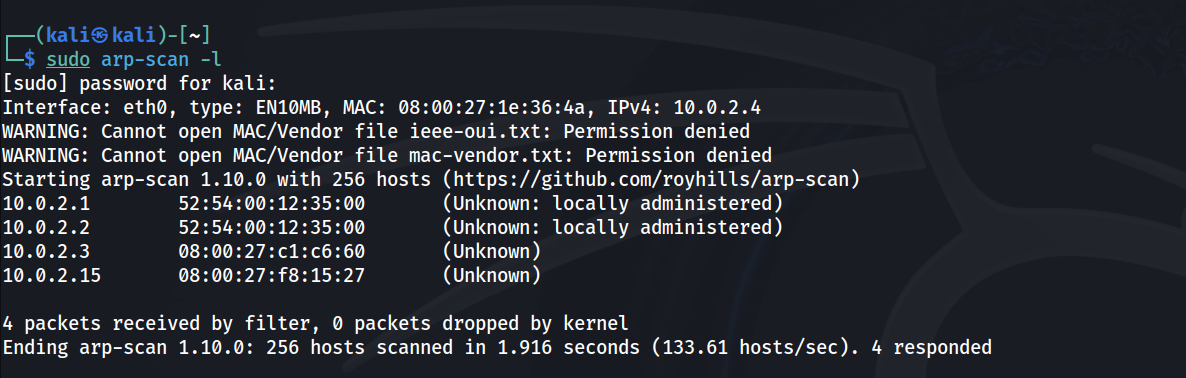 ┌──(kali㉿kali)-[~]
└─$ sudo arp-scan -l
[sudo] password for kali:
Interface: eth0, type: EN10MB, MAC: 08:00:27:1e:36:4a, IPv4: 10.0.2.4
WARNING: Cannot open MAC/Vendor file ieee-oui.txt: Permission denied
WARNING: Cannot open MAC/Vendor file mac-vendor.txt: Permission denied
Starting arp-scan 1.10.0 with 256 hosts (https://github.com/royhills/arp-scan)
10.0.2.1        52:54:00:12:35:00       (Unknown: locally administered)
10.0.2.2        52:54:00:12:35:00       (Unknown: locally administered)
10.0.2.3        08:00:27:c1:c6:60       (Unknown)
10.0.2.15       08:00:27:f8:15:27       (Unknown)
4 packets received by filter, 0 packets dropped by kernel
Ending arp-scan 1.10.0: 256 hosts scanned in 1.916 seconds (133.61 hosts/sec). 4 responded